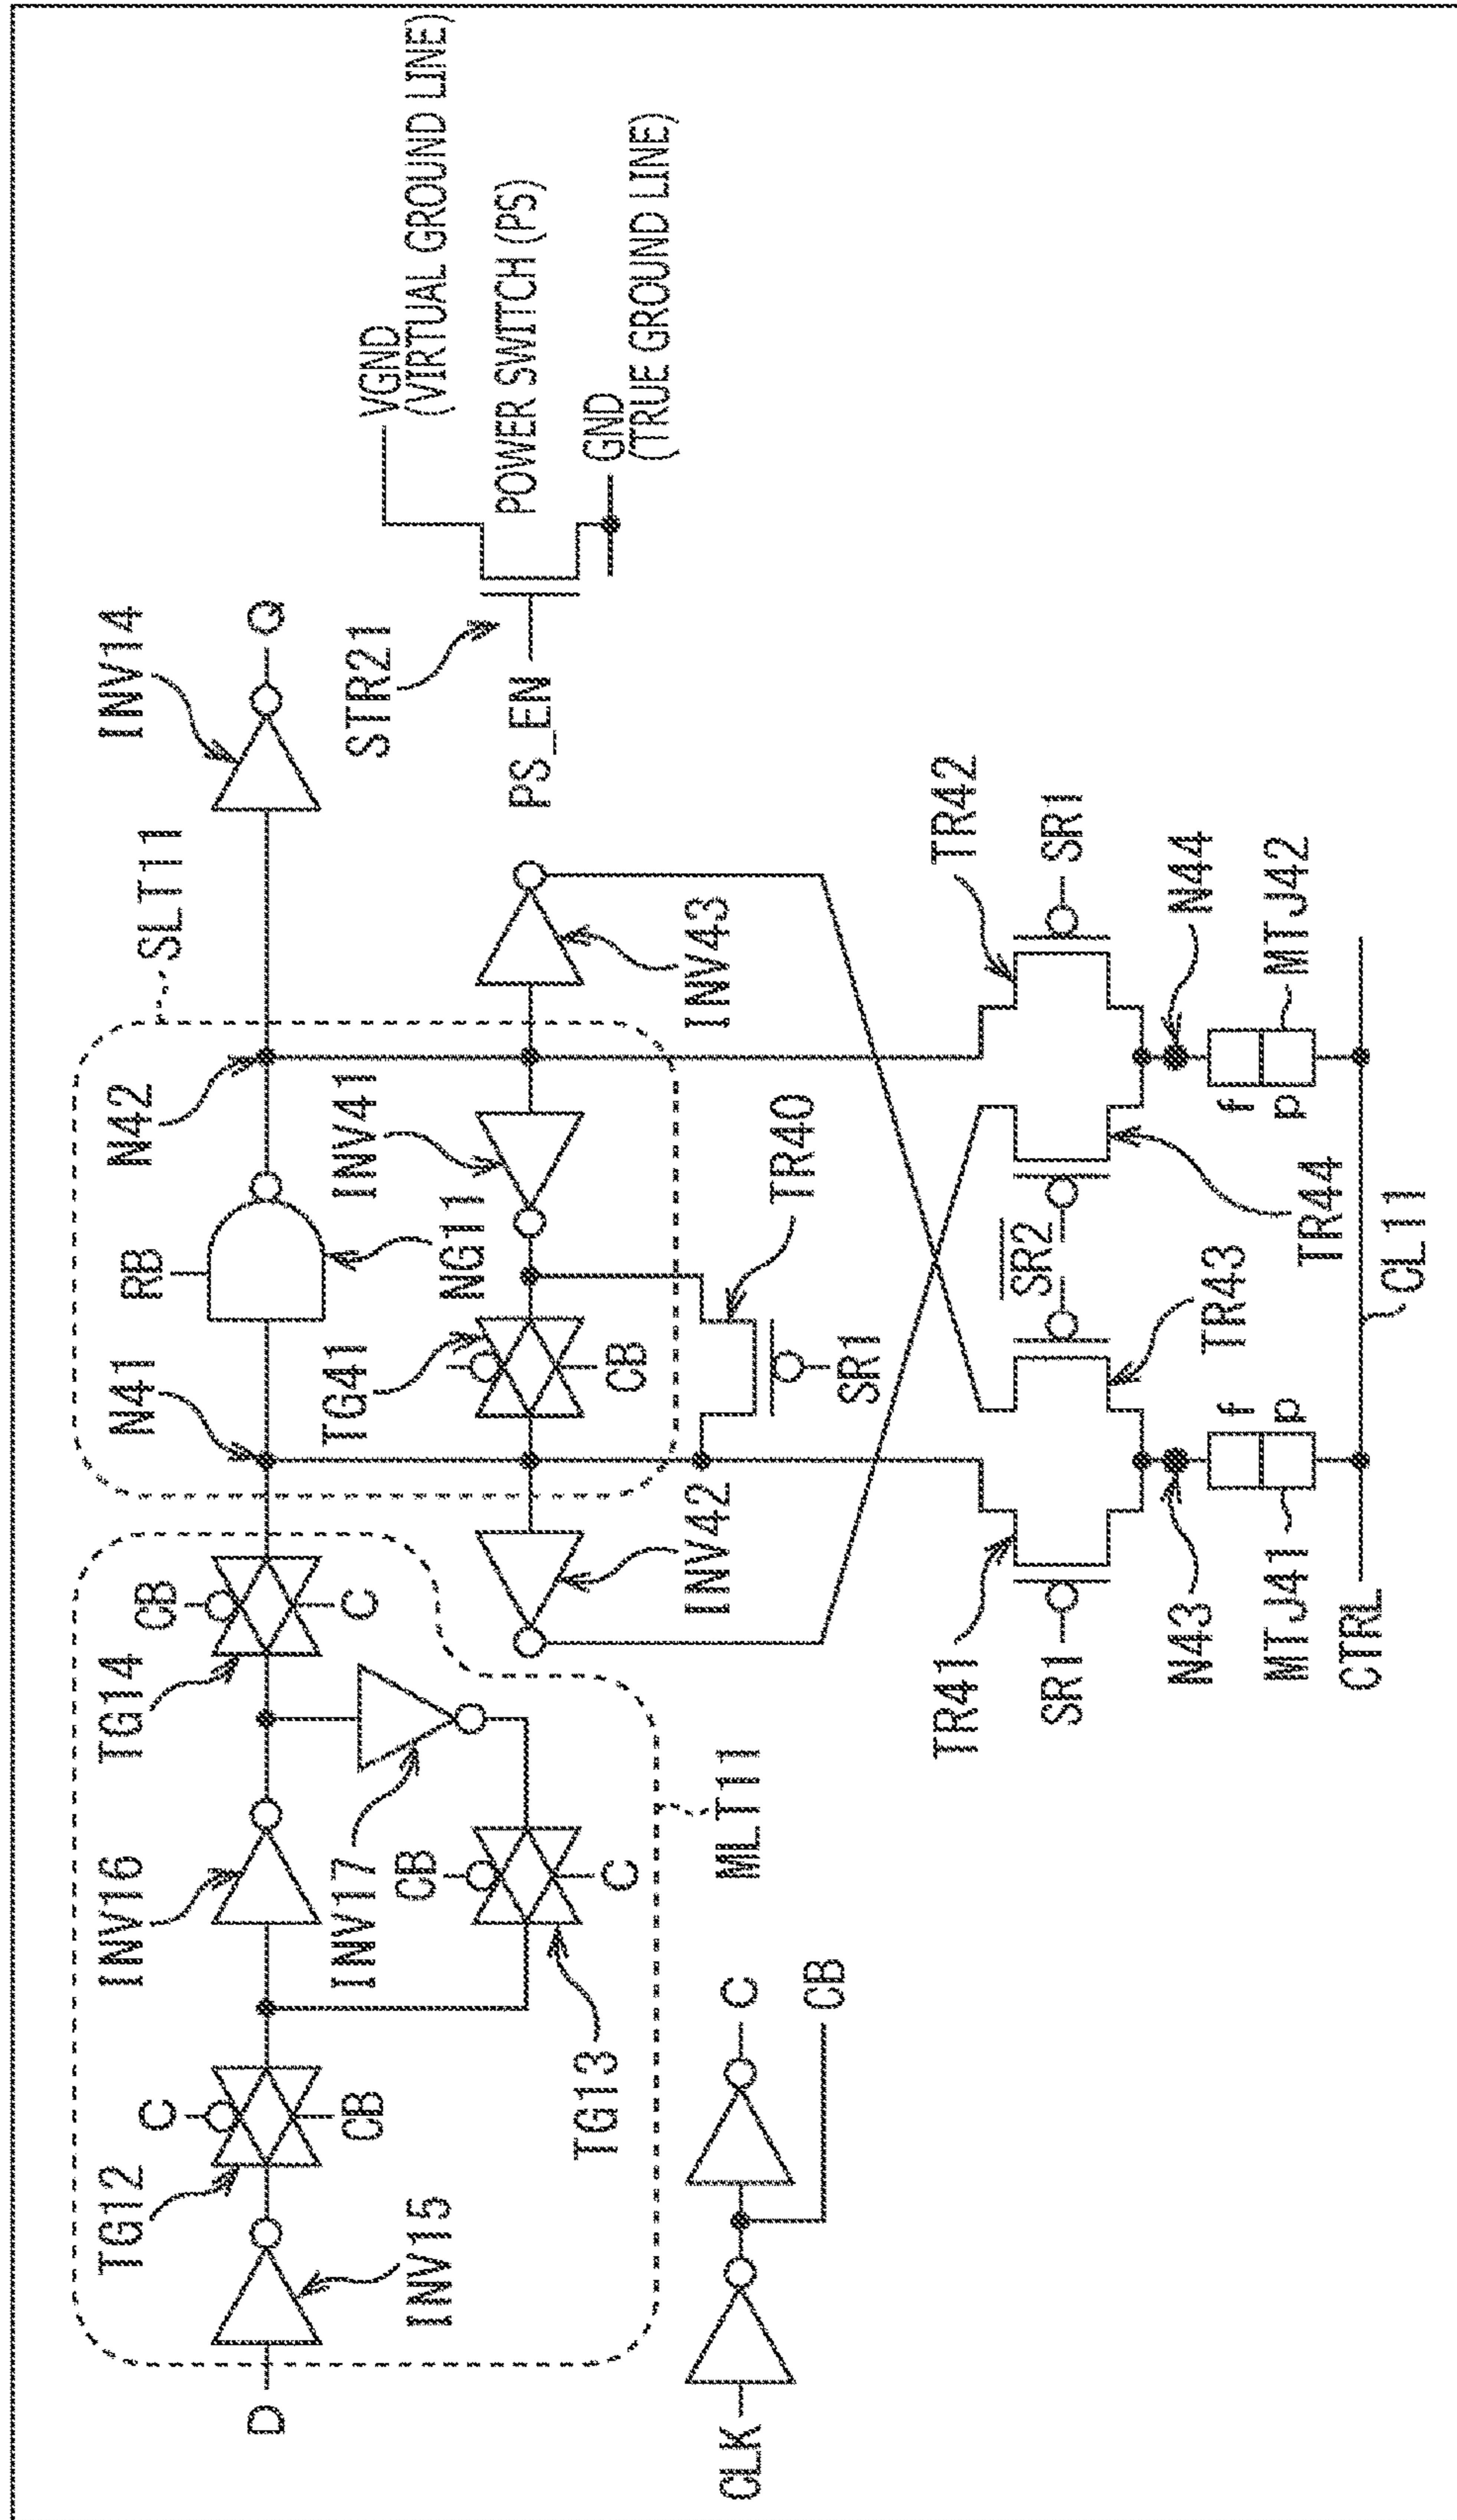 INV14
Q
VGND
(VIRTUAL GROUND LINE)
STR21
POWER SWITCH (PS)
PS_EN
GND
(TRUE GROUND LINE)
SLT11
N42
RB
N41
NG11
INV41
TG41
CB
INV43
TR40
SR1
INV42
TG14
CB
C
INV16
INV17
CB
C
TG13
MLT11
TG12
C
CB
INV15
D
CLK
C
CB
TR42
SR1
N44
MTJ42
f
p
TR44
SR2
TR43
CL11
f
p
TR41
SR1
N43
MTJ41
CTRL